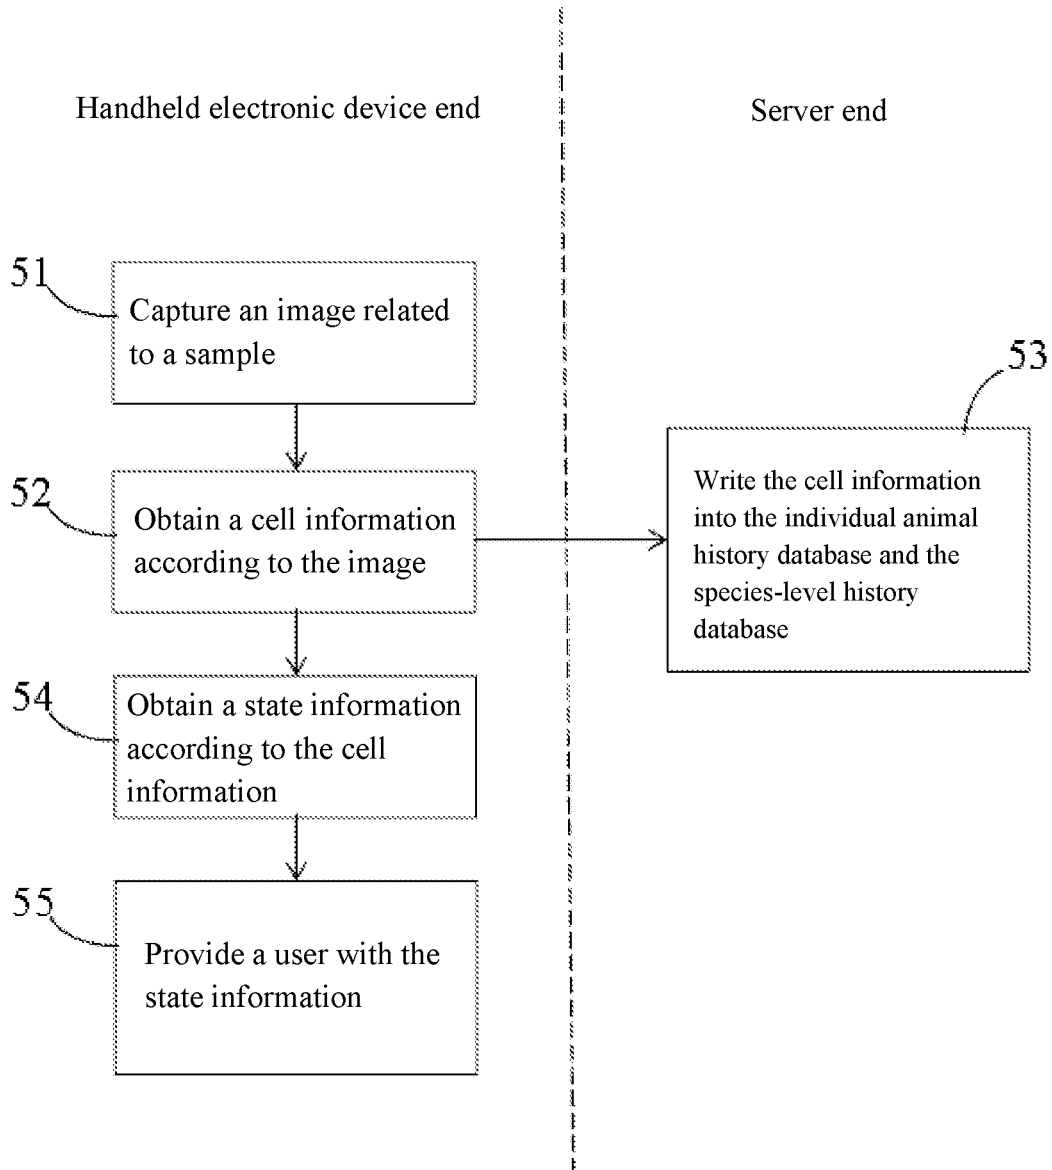 Handheld electronic device end
Server end
51
Capture an image related
to a sample
53
52
Obtain a cell information
according to the image
Write the cell information
into the individual animal
history database and the
species-level history
database
54
Obtain a state information
according to the cell
information
55
Provide a user with the
state information